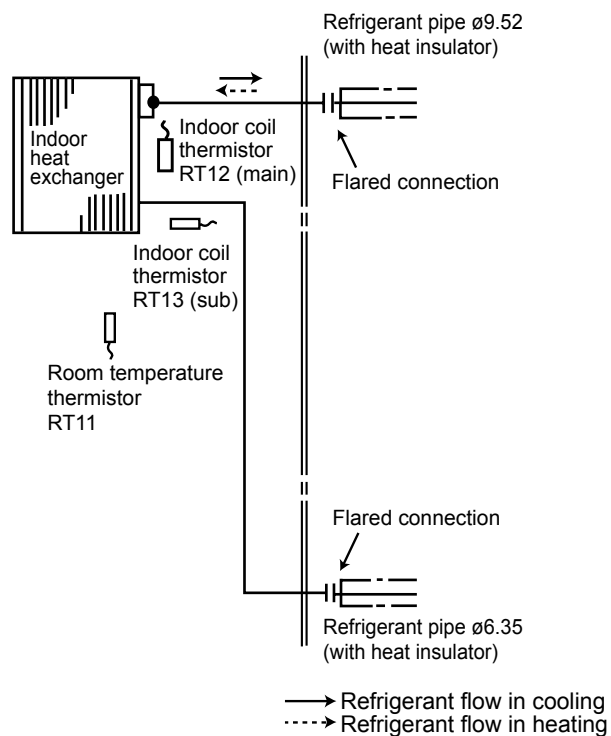 Refrigerant pipe ø9.52
(with heat insulator)
Indoor
heat
exchanger
Indoor coil
thermistor
RT12 (main)
Flared connection
Indoor coil
thermistor
RT13 (sub)
Room temperature
thermistor
RT11
Flared connection
Refrigerant pipe ø6.35
(with heat insulator)
Refrigerant flow in cooling
Refrigerant flow in heating